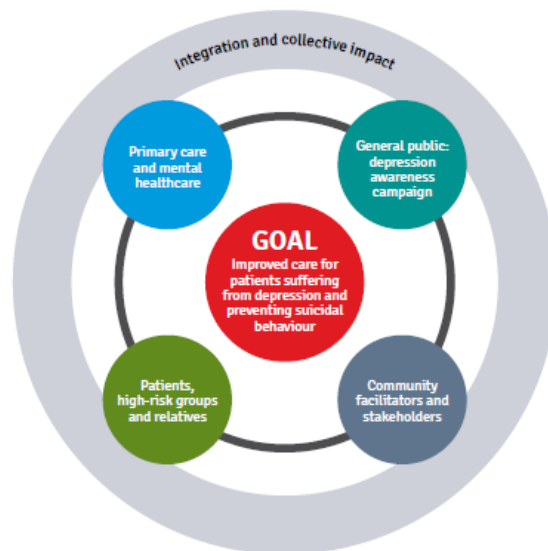 Integration and collective impact
Primary care
and mental
healthcare
General public:
depression
awareness
campaign
GOAL
Improved care for
patients suffering
from depression and
preventing suicidal
behaviour
Patients,
high-risk groups
and relatives
Community
facilitators and
stakeholders